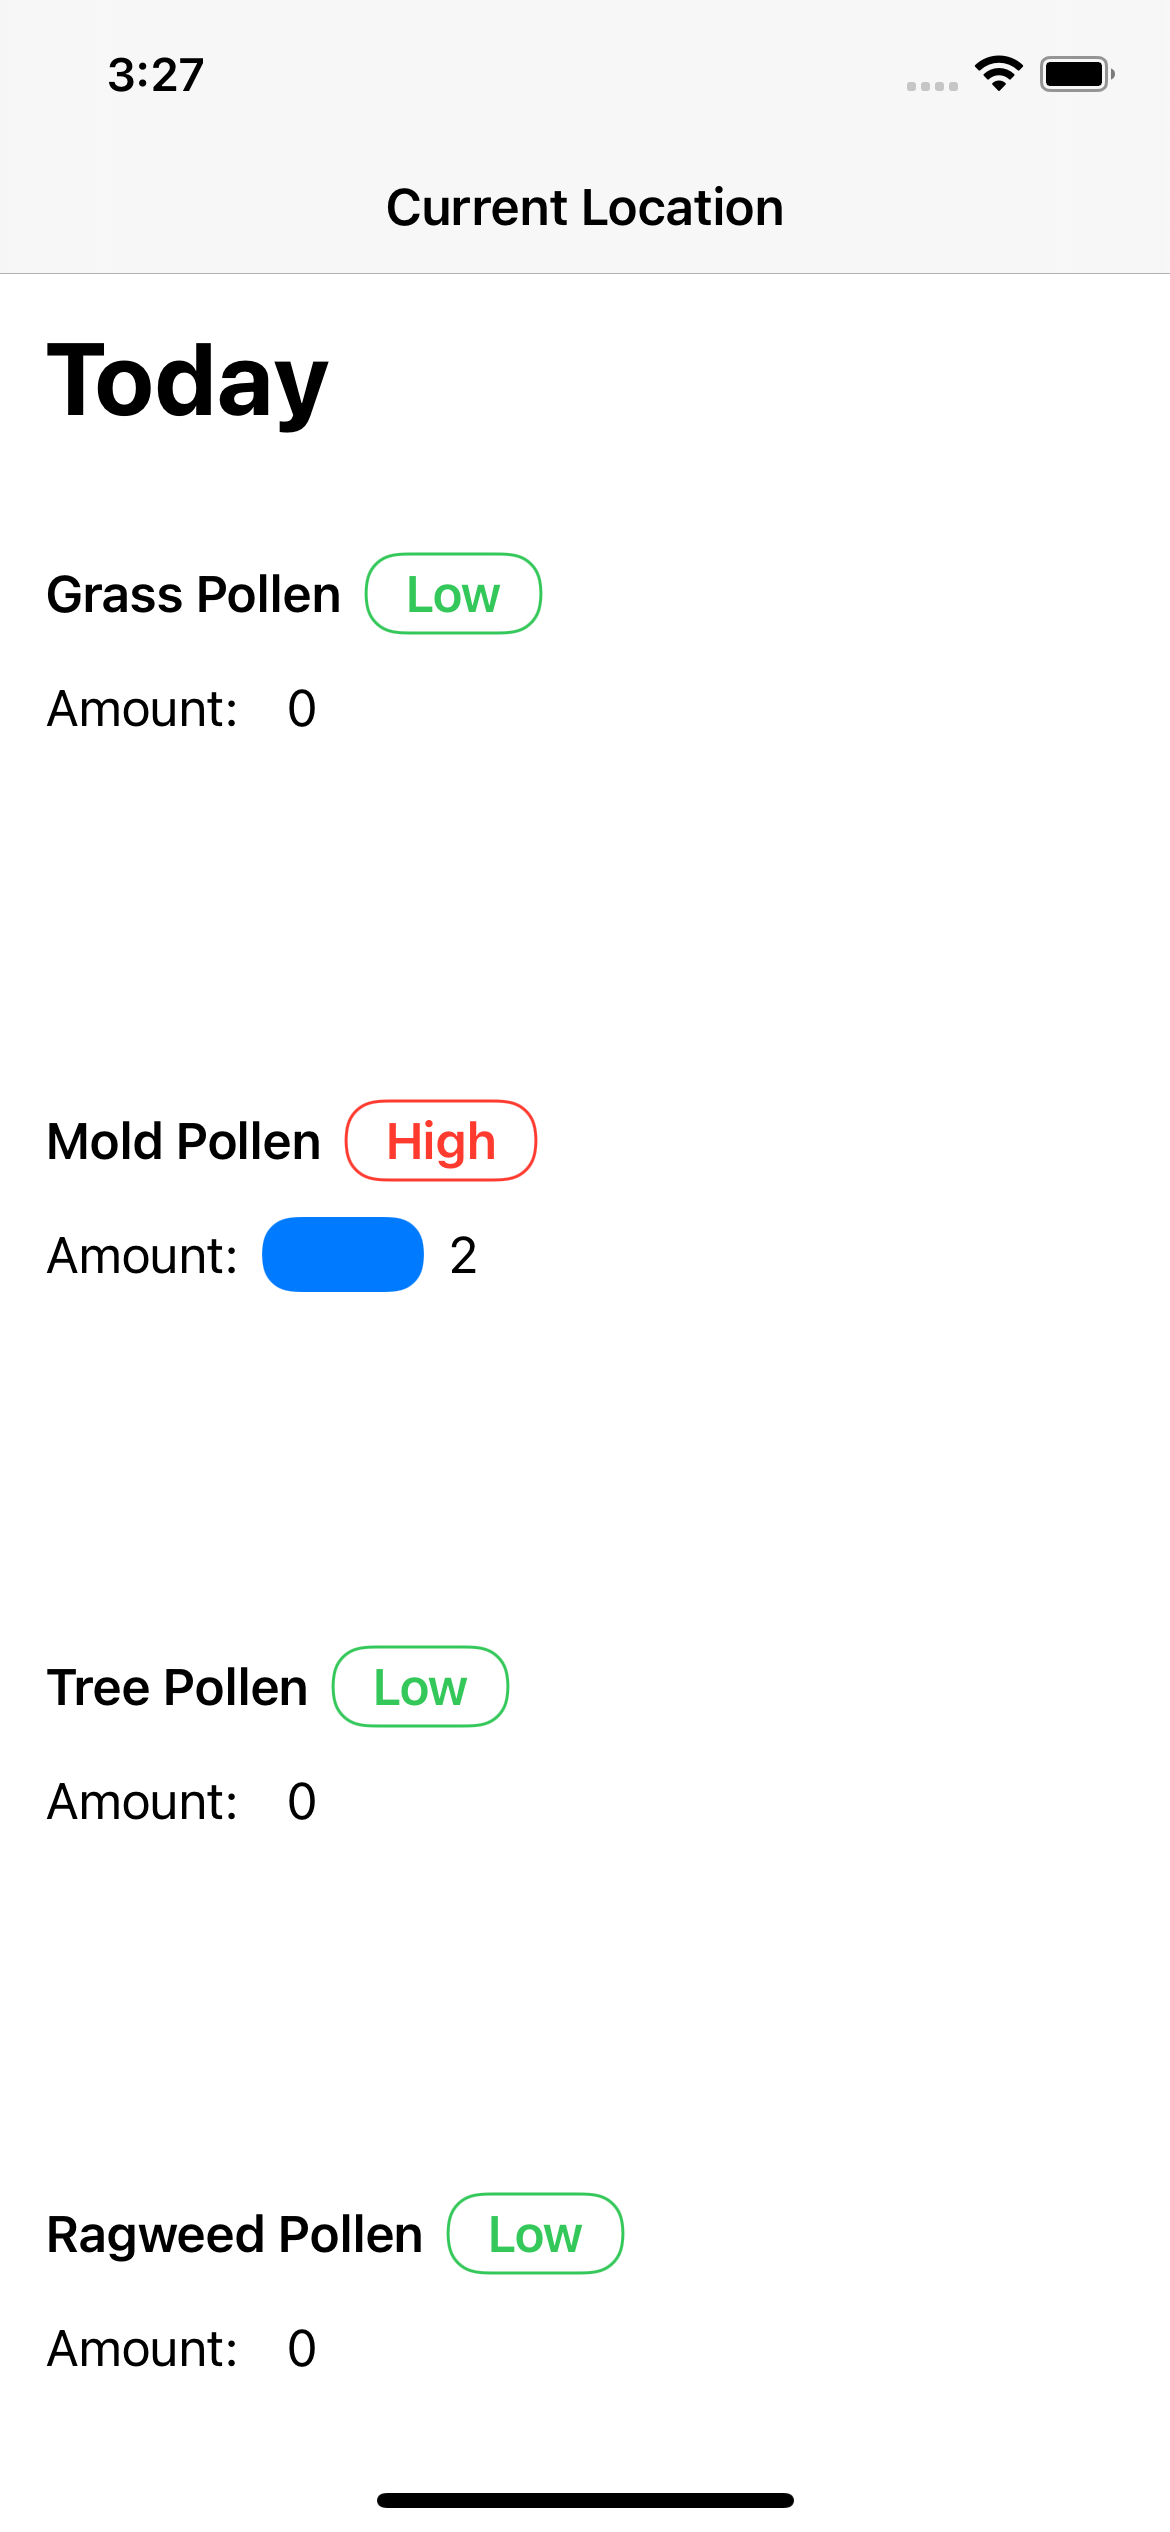 3:27
Current Location
Today
Grass Pollen Low
Amount: 0
Mold Pollen High
Amount: 2
Tree Pollen Low
Amount: 0
Ragweed Pollen Low
Amount: 0